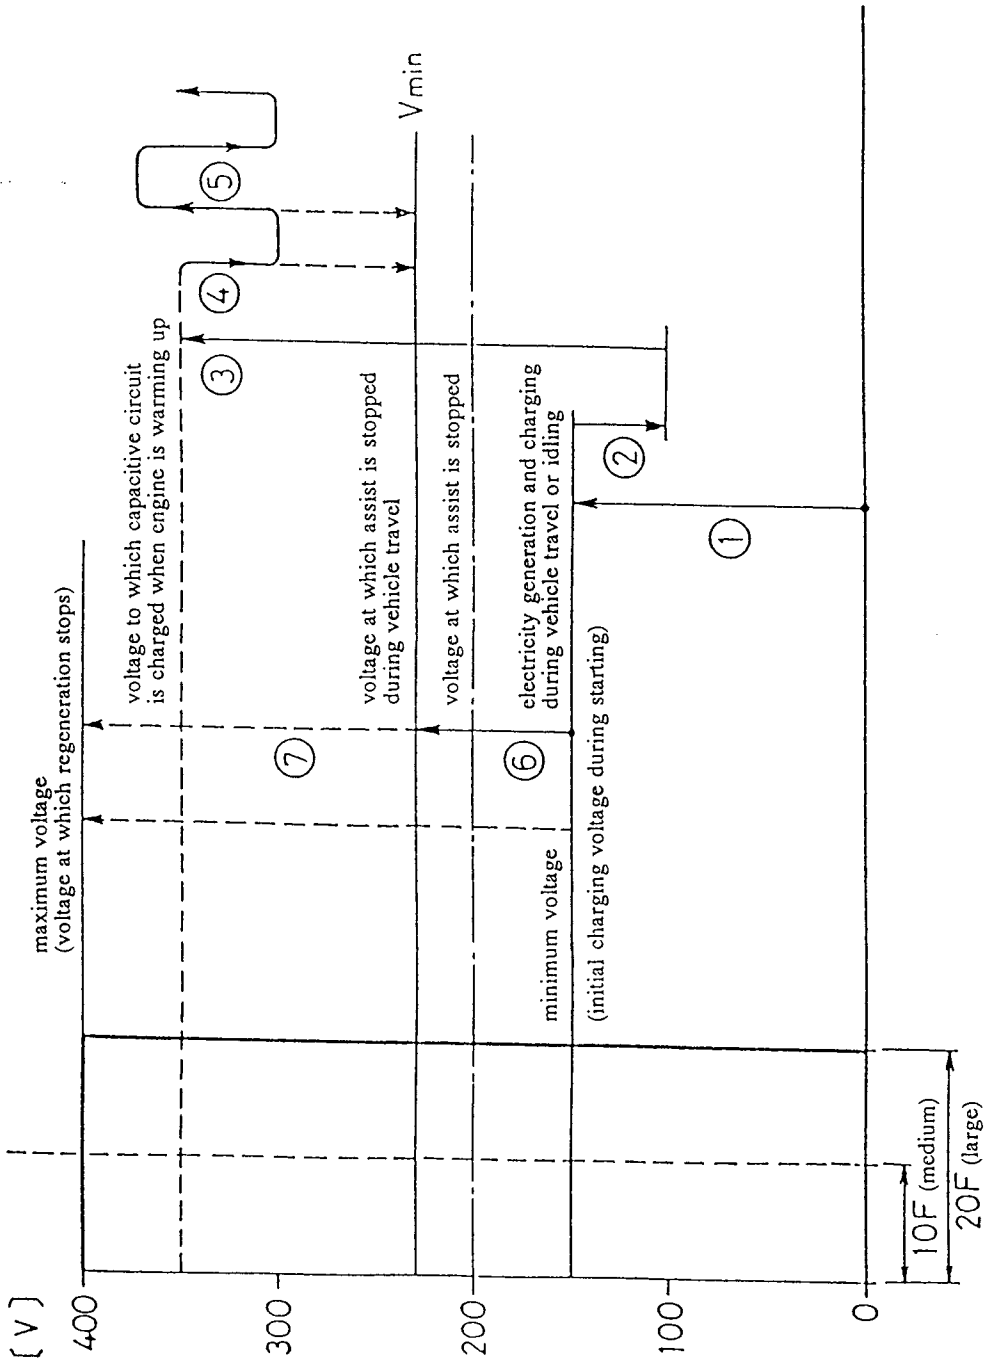 [V]
400
300
200
100
0
maximum voltage
(voltage at which regeneration stops)
voltage to which capacitive circuit
is charged when engine is warming up
voltage at which assist is stopped
during vehicle travel
voltage at which assist is stopped
electricity generation and charging
during vehicle travel or idling
minimum voltage
(initial charging voltage during starting)
Vmin
①
②
③
④
⑤
⑥
⑦
10F (medium)
20F (large)